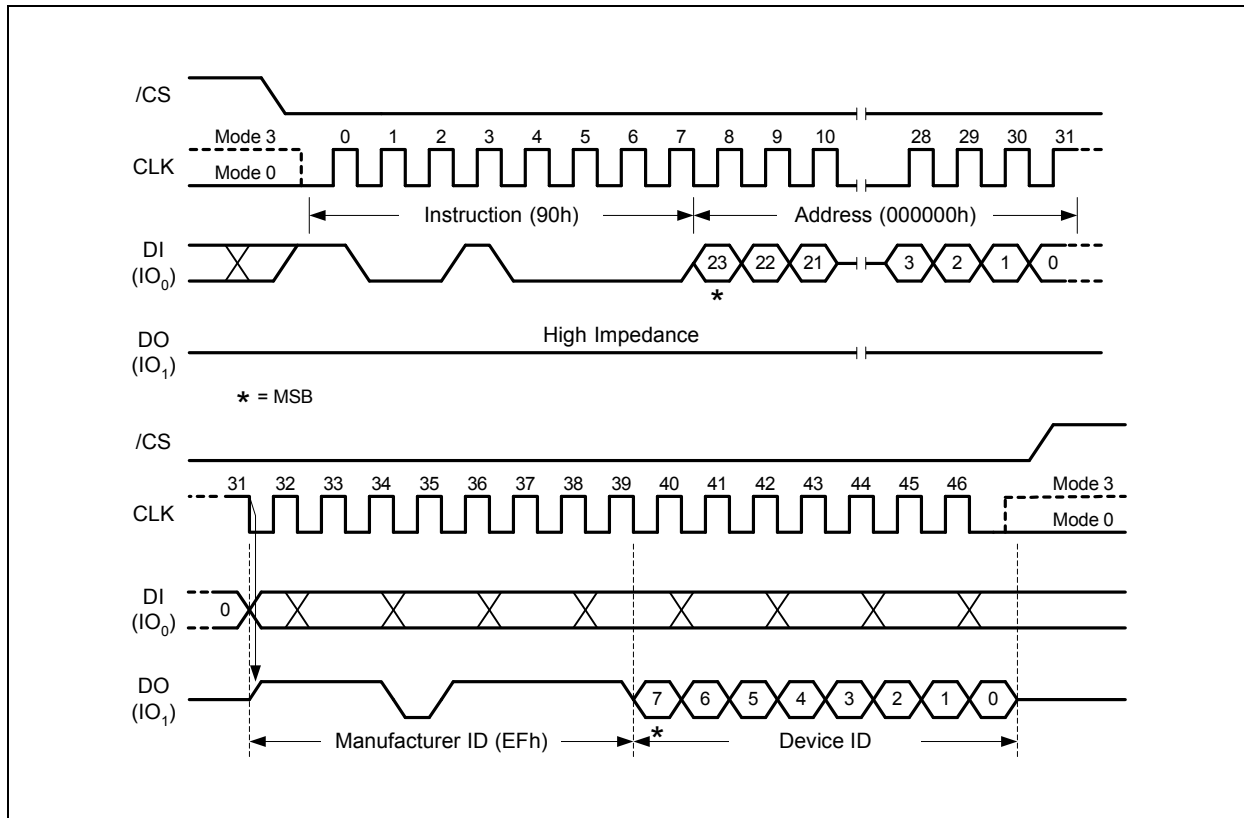 /CS
Mode 3
0 1 2 3 4 5 6 7 8 9 10 28 29 30 31
CLK
Mode 0
Instruction (90h) Address (000000h)
DI
(IO0)
23 22 21 3 2 1 0
*
High Impedance
DO
(IO1)
* = MSB
/CS
31 32 33 34 35 36 37 38 39 40 41 42 43 44 45 46 Mode 3
CLK
Mode 0
DI
(IO0)
0
DO
(IO1)
7 6 5 4 3 2 1 0
*
Manufacturer ID (EFh) Device ID